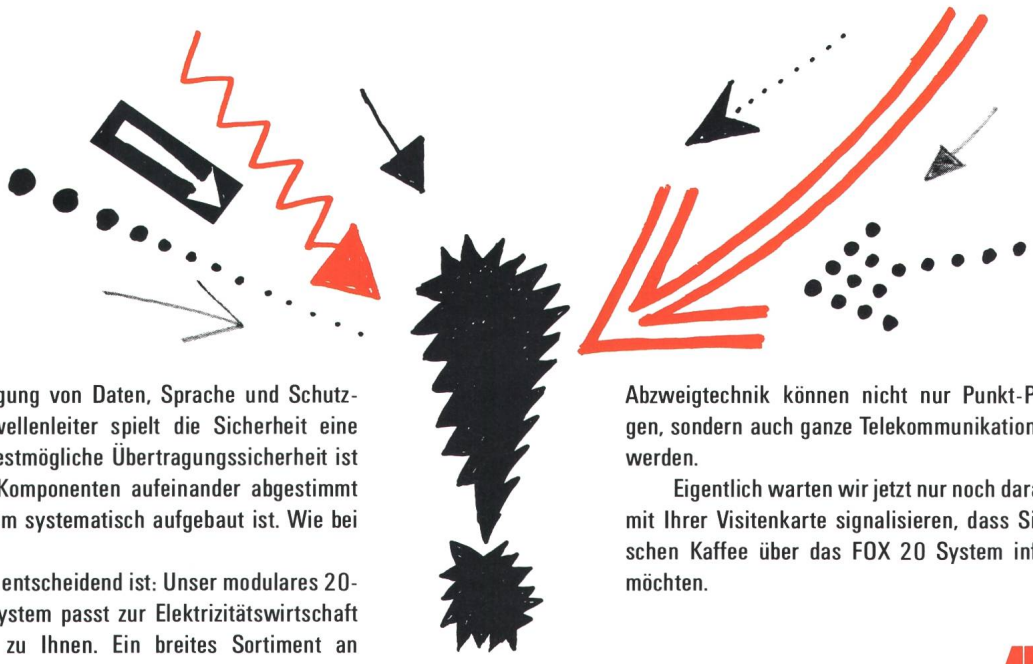 gung von Daten, Sprache und Schutz-
vellenleiter spielt die Sicherheit eine
estmögliche Übertragungssicherheit ist
Komponenten aufeinander abgestimmt
m systematisch aufgebaut ist. Wie bei
entscheidend ist: Unser modulares 20-
ystem passt zur Elektrizitätswirtschaft
zu Ihnen. Ein breites Sortiment an
Abzweigtechnik können nicht nur Punkt-P
gen, sondern auch ganze Telekommunikation
werden.
Eigentlich warten wir jetzt nur noch dara
mit Ihrer Visitenkarte signalisieren, dass Si
schen Kaffee über das FOX 20 System inf
möchten.